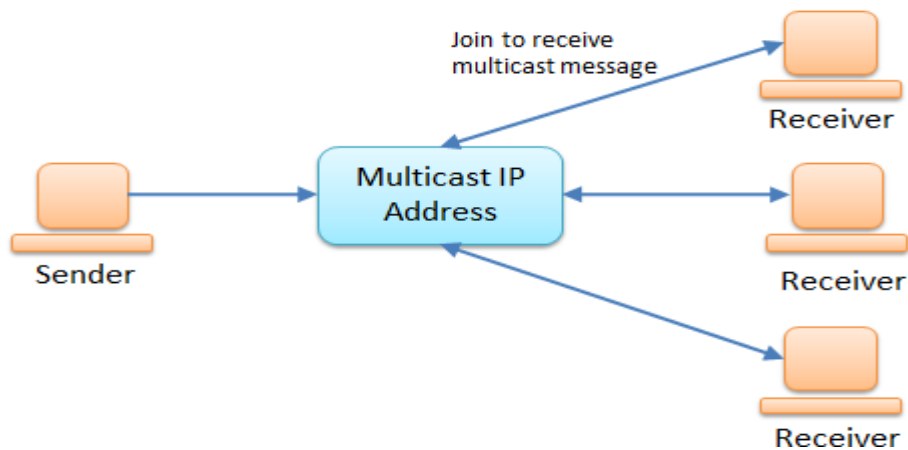 Join to receive
multicast message
Receiver
Multicast IP
Address
Sender
Receiver
Receiver